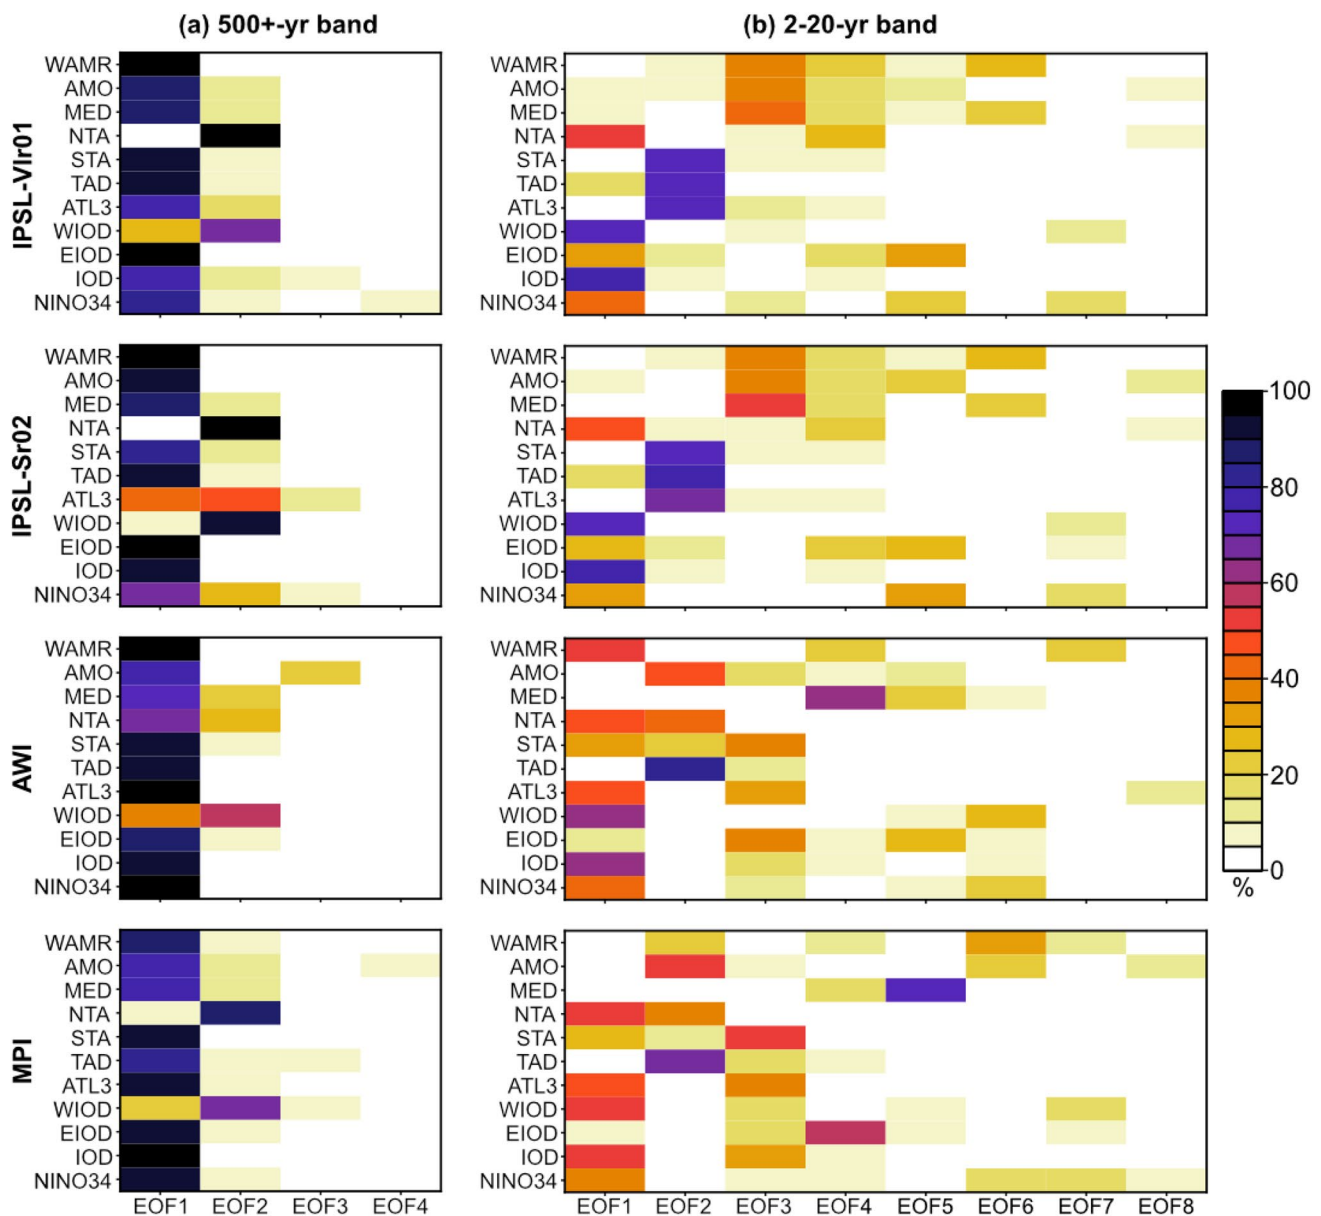 (a) 500+-yr band
(b) 2-20-yr band
IPSL-Vlr01
WAMR
AMO
MED
NTA
STA
TAD
ATL3
WIOD
EIOD
IOD
NINO34
WAMR
AMO
MED
NTA
STA
TAD
ATL3
WIOD
EIOD
IOD
NINO34
IPSL-Sr02
WAMR
AMO
MED
NTA
STA
TAD
ATL3
WIOD
EIOD
IOD
NINO34
WAMR
AMO
MED
NTA
STA
TAD
ATL3
WIOD
EIOD
IOD
NINO34
AWI
WAMR
AMO
MED
NTA
STA
TAD
ATL3
WIOD
EIOD
IOD
NINO34
WAMR
AMO
MED
NTA
STA
TAD
ATL3
WIOD
EIOD
IOD
NINO34
MPI
WAMR
AMO
MED
NTA
STA
TAD
ATL3
WIOD
EIOD
IOD
NINO34
WAMR
AMO
MED
NTA
STA
TAD
ATL3
WIOD
EIOD
IOD
NINO34
EOF1 EOF2 EOF3 EOF4
EOF1 EOF2 EOF3 EOF4 EOF5 EOF6 EOF7 EOF8
100
80
60
40
20
0
%